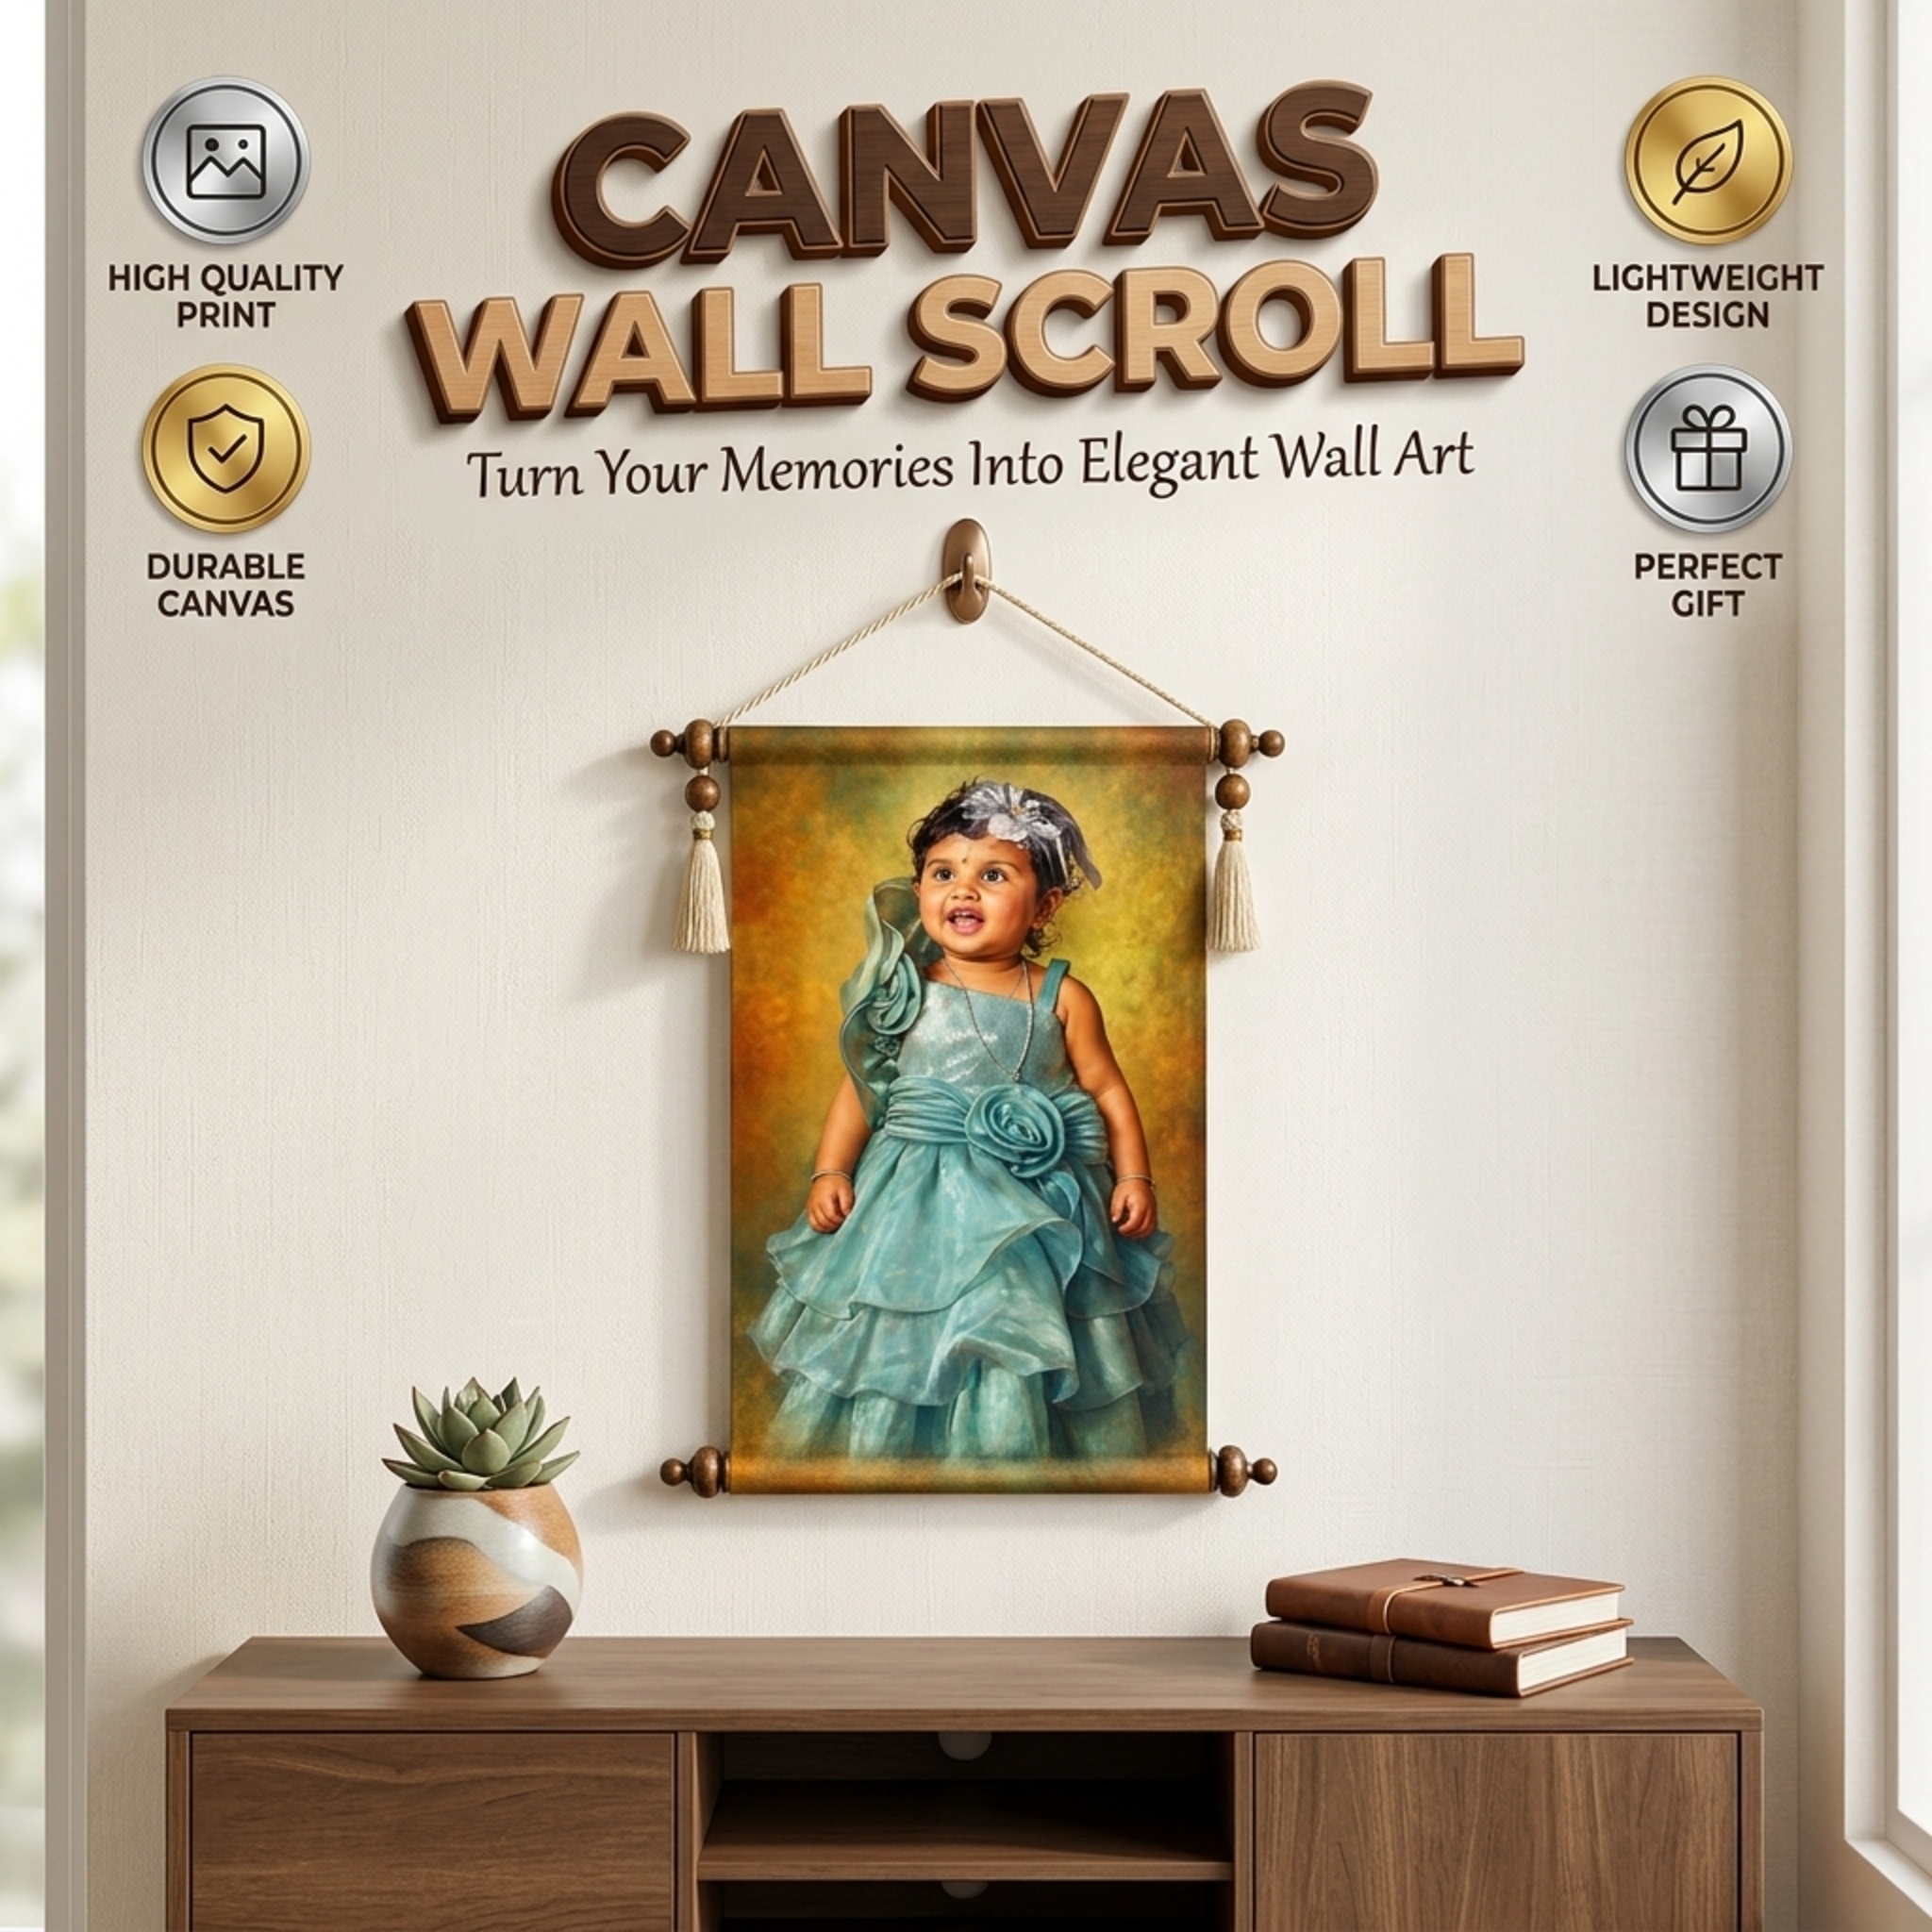 CANVAS
WALL SCROLL
Turn Your Memories Into Elegant Wall Art
HIGH QUALITY
PRINT
DURABLE
CANVAS
LIGHTWEIGHT
DESIGN
PERFECT
GIFT